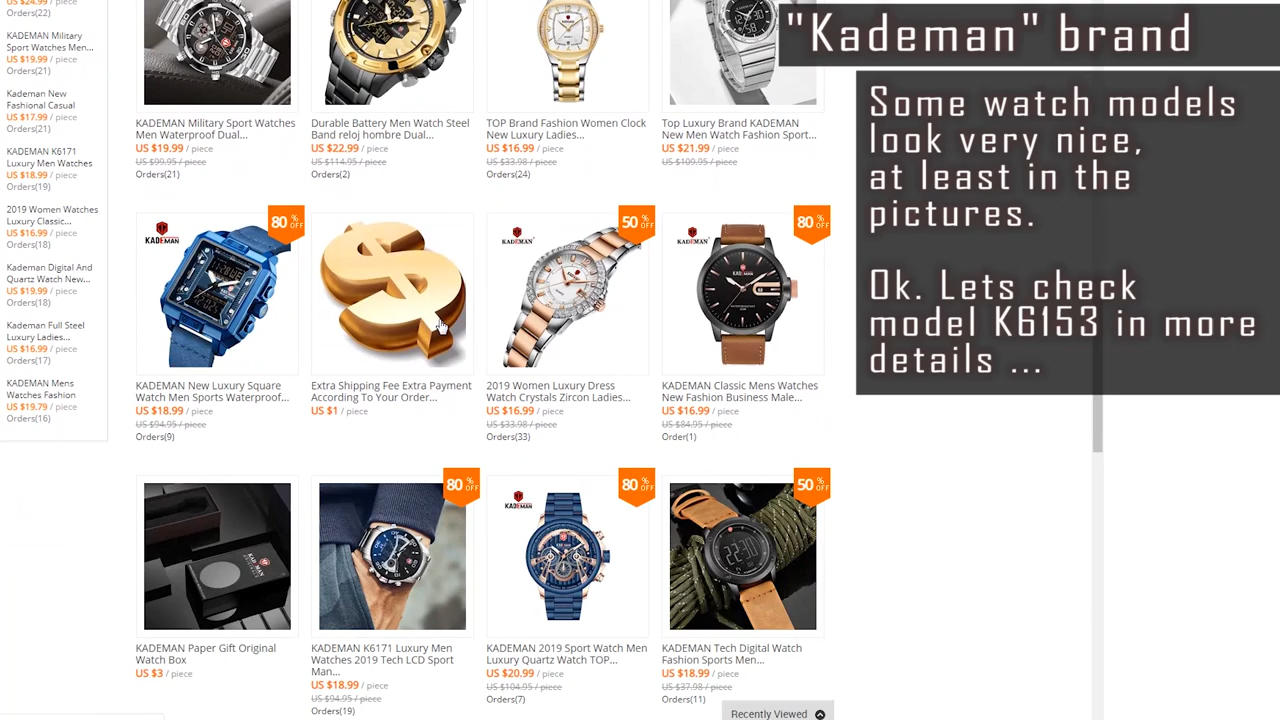 Orders(22)
KADEMAN Military
Sport Watches Men...
US $19.99 / piece
Orders(21)
Kademan New
Fashional Casual
US $17.99 / piece
Orders(21)
KADEMAN K6171
Luxury Men Watches
US $18.99 / piece
Orders(19)
2019 Women Watches
Luxury Classic...
US $16.99 / piece
Orders(18)
Kademan Digital And
Quartz Watch New...
US $19.99 / piece
Orders(18)
Kademan Full Steel
Luxury Ladies...
US $16.99 / piece
Orders(17)
KADEMAN Mens
Watches Fashion
US $19.79 / piece
Orders(16)
KADEMAN Military Sport Watches
Men Waterproof Dual...
US $19.99 / piece
US $99.95 / piece
Orders(21)
Durable Battery Men Watch Steel
Band reloj hombre Dual...
US $22.99 / piece
US $114.95 / piece
Orders(2)
TOP Brand Fashion Women Clock
New Luxury Ladies...
US $16.99 / piece
US $33.98 / piece
Orders(24)
Top Luxury Brand KADEMAN
New Men Watch Fashion Sport...
US $21.99 / piece
US $109.95 / piece
80 % OFF
KADEMAN
KADEMAN New Luxury Square
Watch Men Sports Waterproof...
US $18.99 / piece
US $94.95 / piece
Orders(9)
Extra Shipping Fee Extra Payment
According To Your Order...
US $1 / piece
50 % OFF
KADEMAN
2019 Women Luxury Dress
Watch Crystals Zircon Ladies...
US $16.99 / piece
US $33.98 / piece
Orders(33)
80 % OFF
KADEMAN
KADEMAN Classic Mens Watches
New Fashion Business Male...
US $16.99 / piece
US $84.95 / piece
Order(1)
KADEMAN Paper Gift Original
Watch Box
US $3 / piece
80 % OFF
KADEMAN K6171 Luxury Men
Watches 2019 Tech LCD Sport
Man...
US $18.99 / piece
US $94.95 / piece
Orders(19)
80 % OFF
KADEMAN
KADEMAN 2019 Sport Watch Men
Luxury Quartz Watch TOP...
US $20.99 / piece
US $104.95 / piece
Orders(7)
50 % OFF
KADEMAN Tech Digital Watch
Fashion Sports Men...
US $18.99 / piece
US $37.98 / piece
Orders(11)
Recently Viewed
"Kademan" brand
Some watch models
look very nice,
at least in the
pictures.
Ok. Lets check
model K6153 in more
details ...